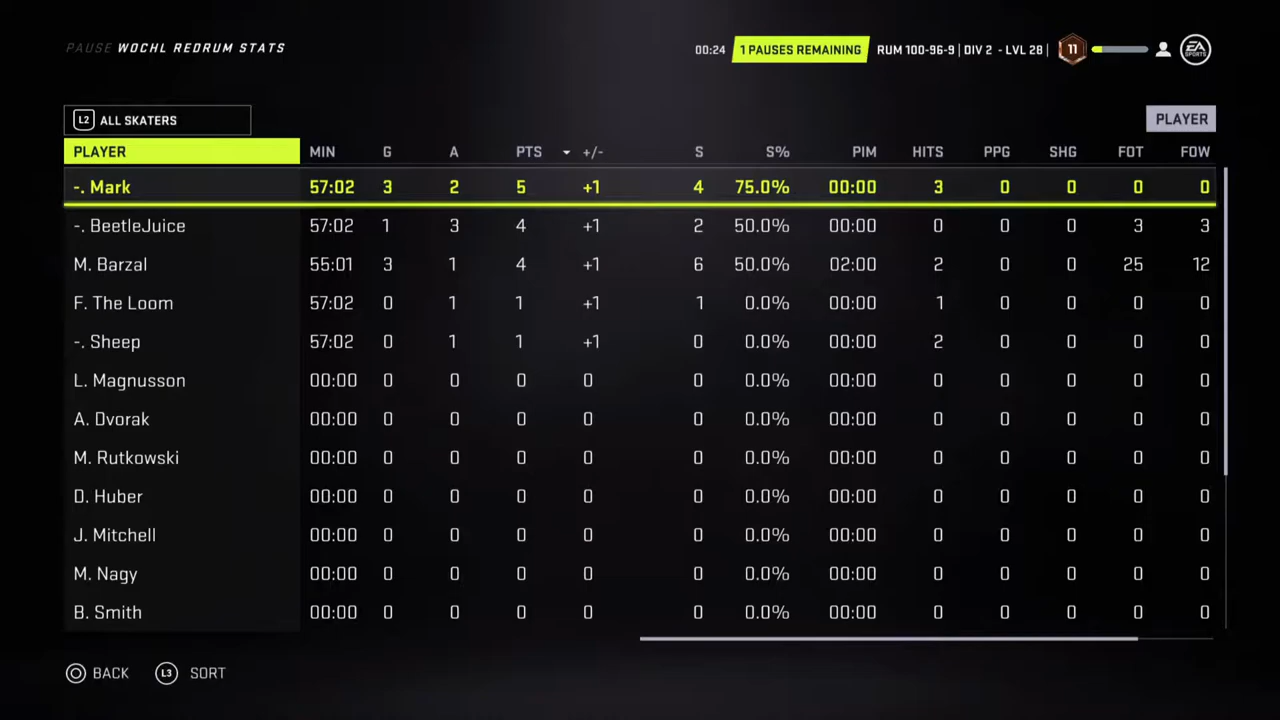 PAUSE WOCHL REDRUM STATS
00:24 1 PAUSES REMAINING RUM 100-96-9 | DIV 2 - LVL 28 | 11 EA SPORTS
L2 ALL SKATERS PLAYER
PLAYER MIN G A PTS +/- S S% PIM HITS PPG SHG FOT FOW
-. Mark 57:02 3 2 5 +1 4 75.0% 00:00 3 0 0 0 0
-. BeetleJuice 57:02 1 3 4 +1 2 50.0% 00:00 0 0 0 3 3
M. Barzal 55:01 3 1 4 +1 6 50.0% 02:00 2 0 0 25 12
F. The Loom 57:02 0 1 1 +1 1 0.0% 00:00 1 0 0 0 0
-. Sheep 57:02 0 1 1 +1 0 0.0% 00:00 2 0 0 0 0
L. Magnusson 00:00 0 0 0 0 0 0.0% 00:00 0 0 0 0 0
A. Dvorak 00:00 0 0 0 0 0 0.0% 00:00 0 0 0 0 0
M. Rutkowski 00:00 0 0 0 0 0 0.0% 00:00 0 0 0 0 0
D. Huber 00:00 0 0 0 0 0 0.0% 00:00 0 0 0 0 0
J. Mitchell 00:00 0 0 0 0 0 0.0% 00:00 0 0 0 0 0
M. Nagy 00:00 0 0 0 0 0 0.0% 00:00 0 0 0 0 0
B. Smith 00:00 0 0 0 0 0 0.0% 00:00 0 0 0 0 0
BACK L3 SORT